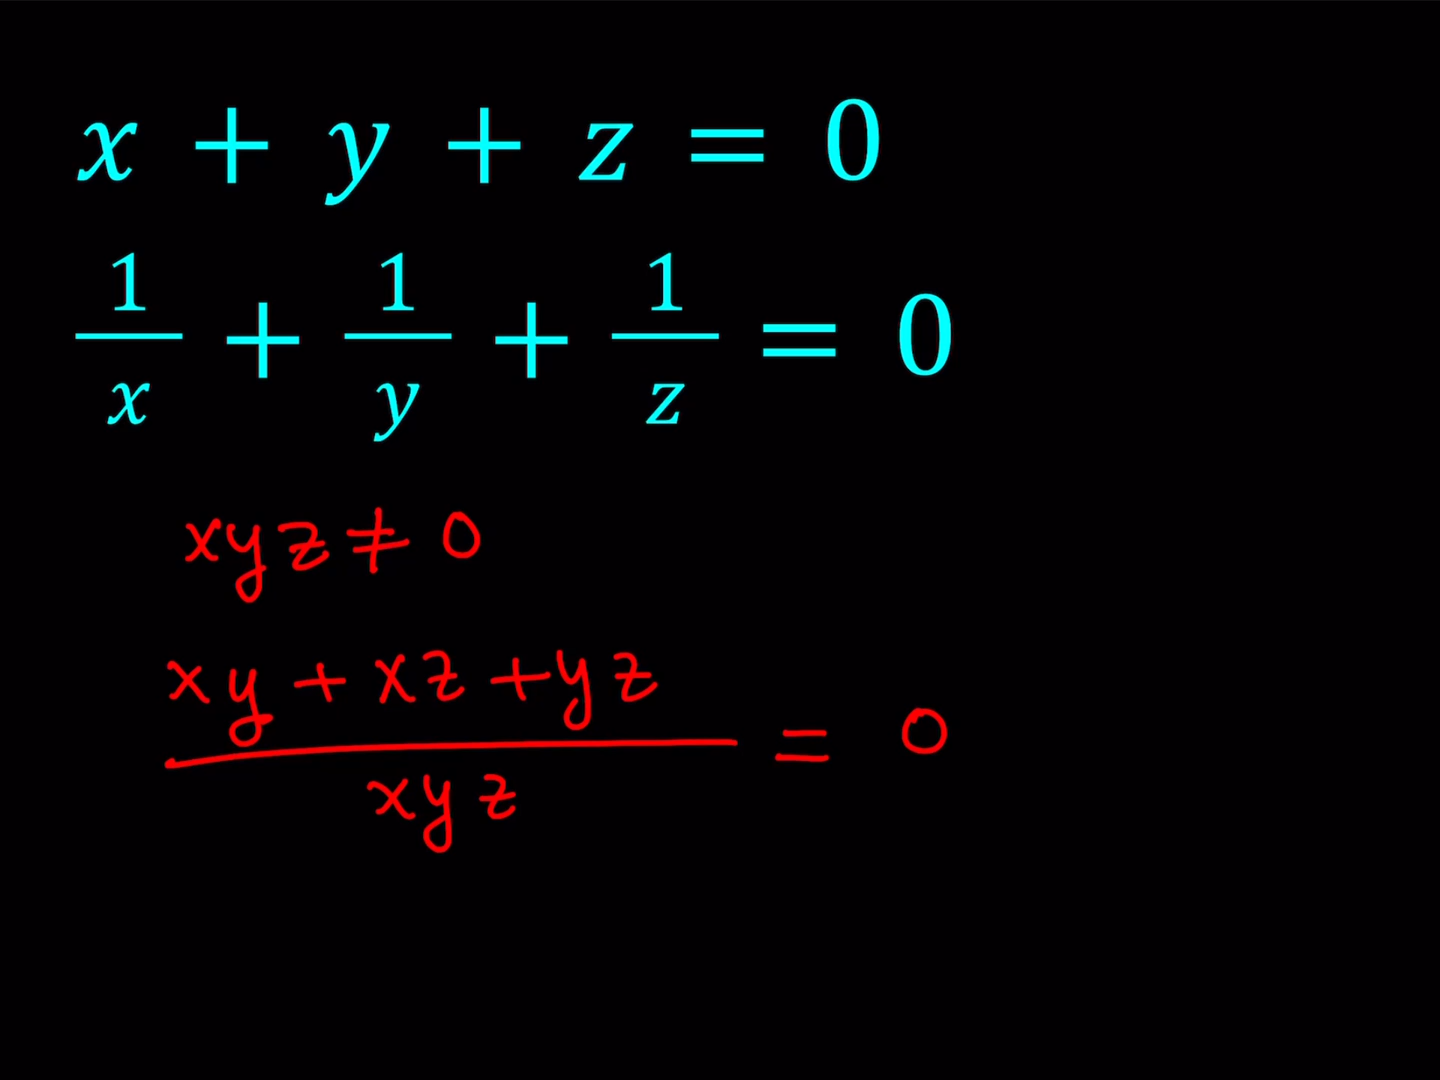 x + y + z = 0
1/x + 1/y + 1/z = 0
xyz ≠ 0
(xy + xz + yz)/xyz = 0